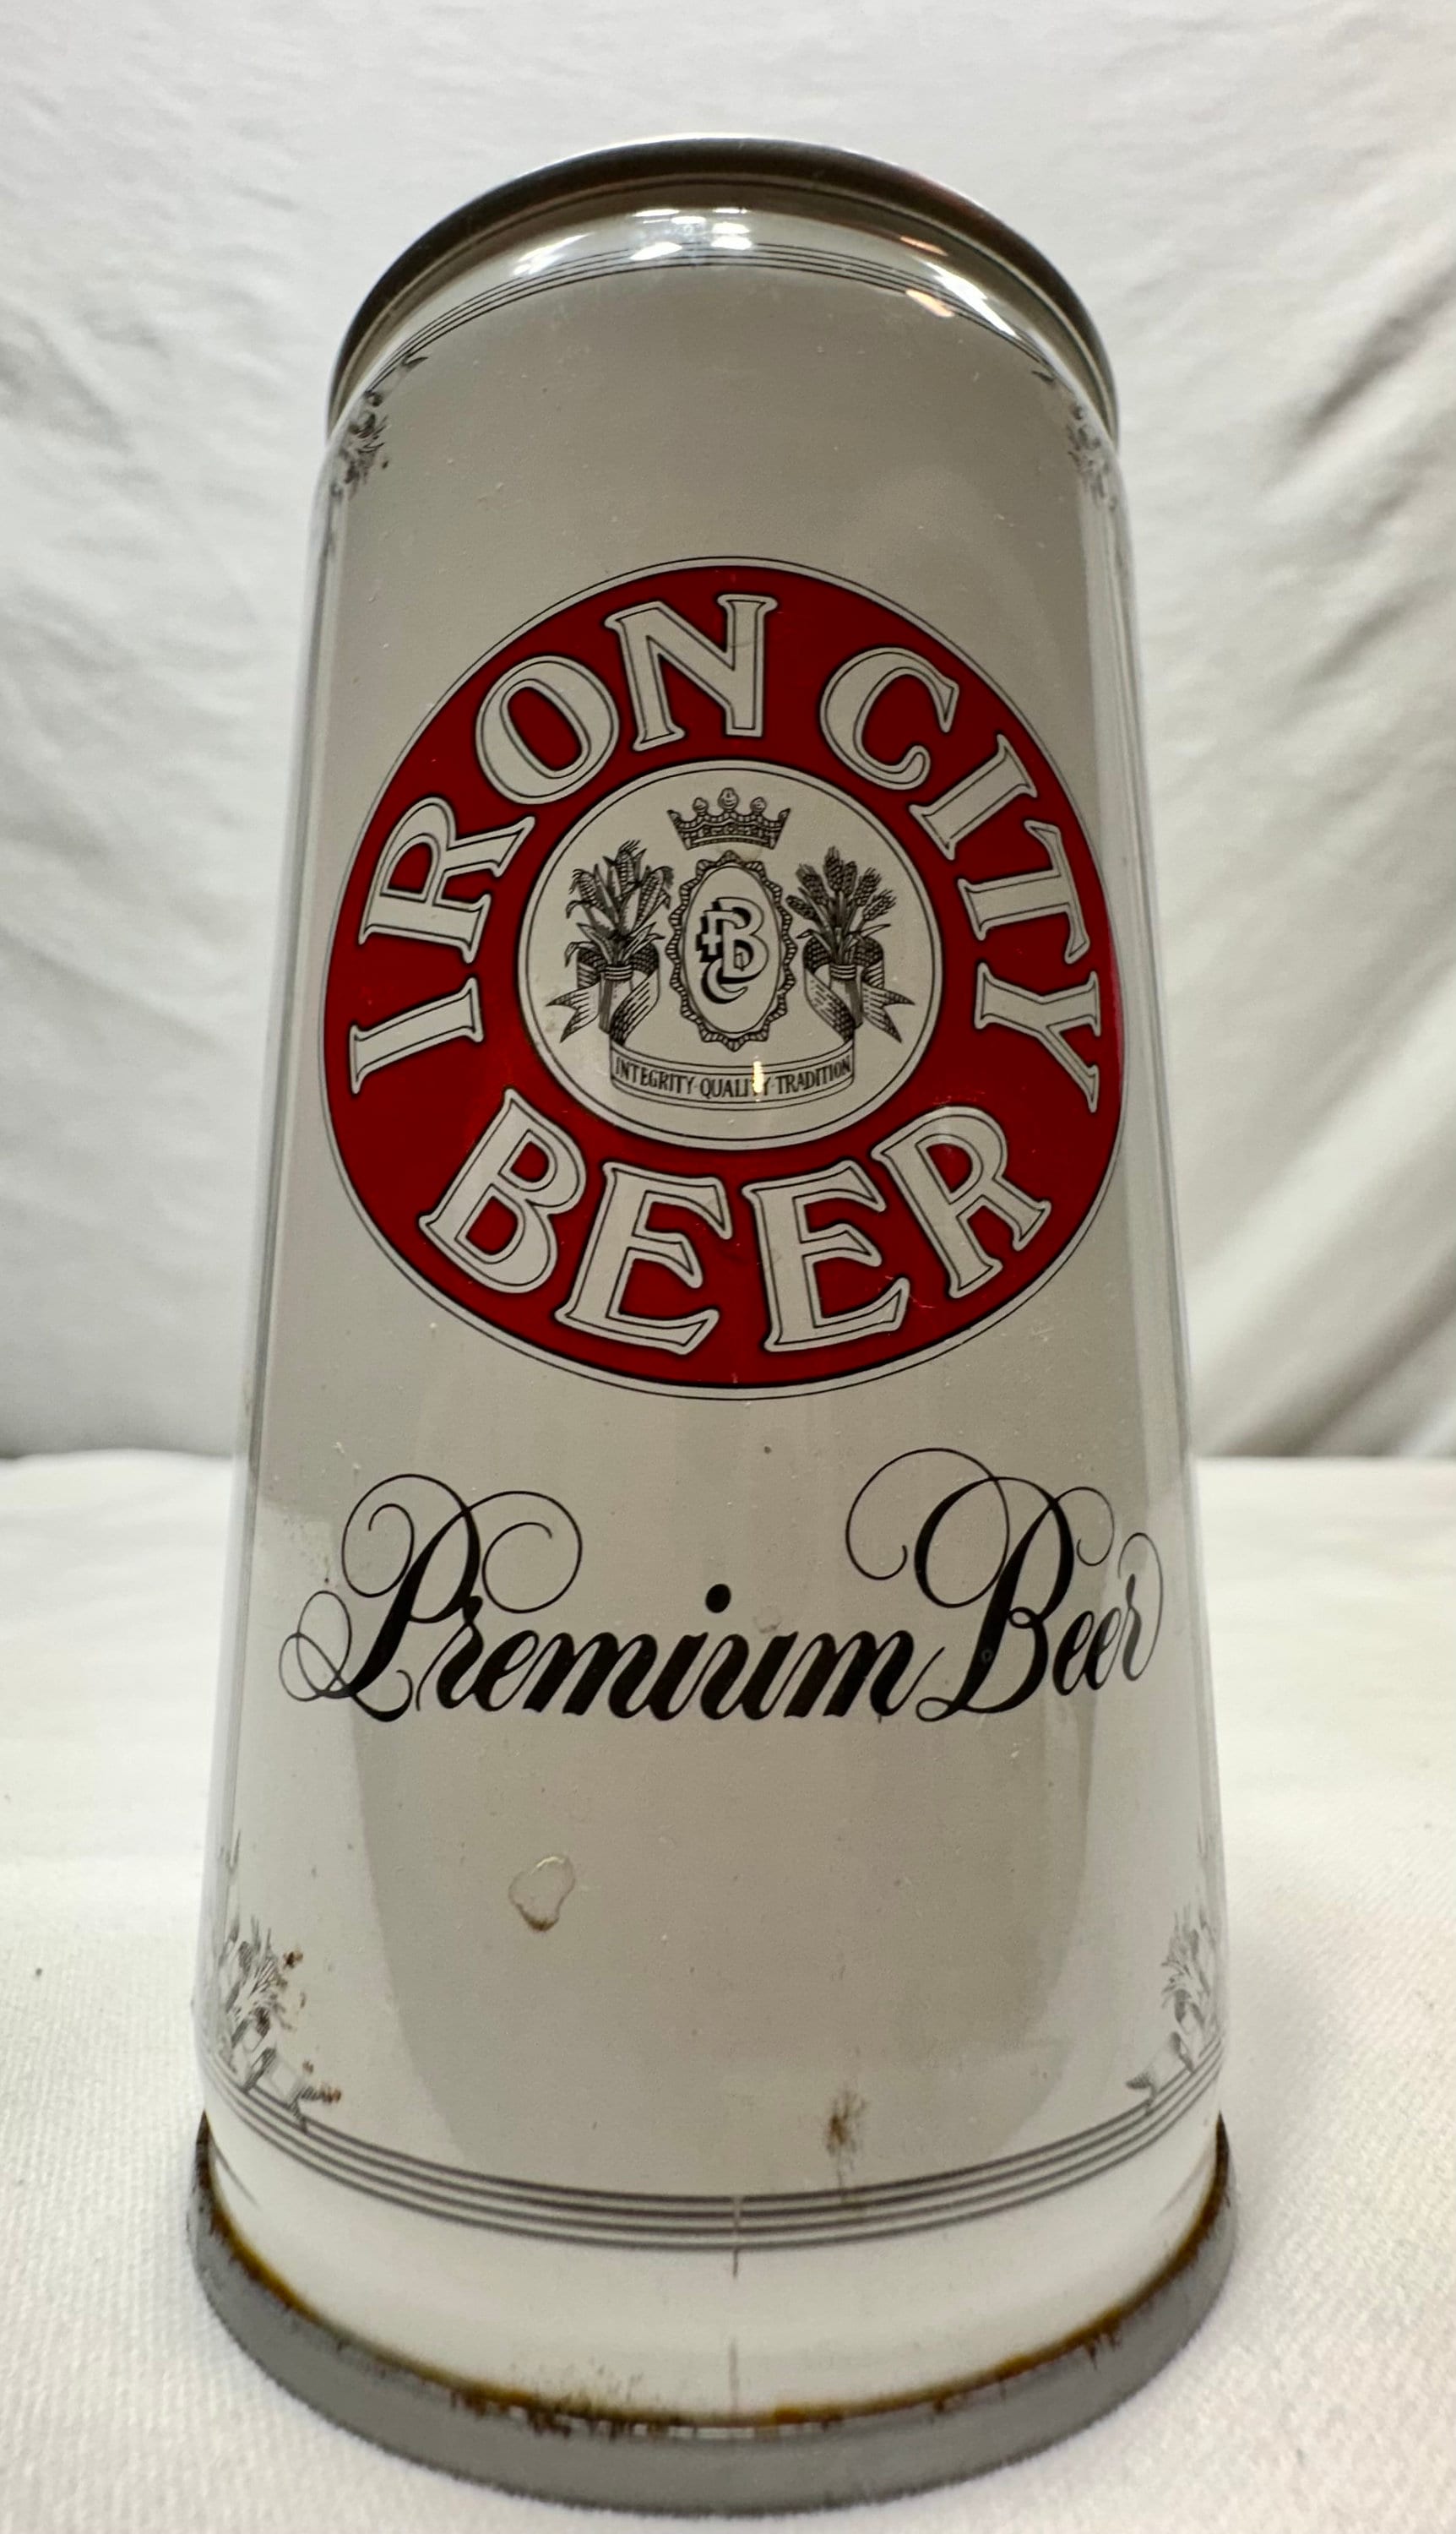 IRON CITY
PBC
INTEGRITY·QUALITY·TRADITION
BEER
Premium Beer